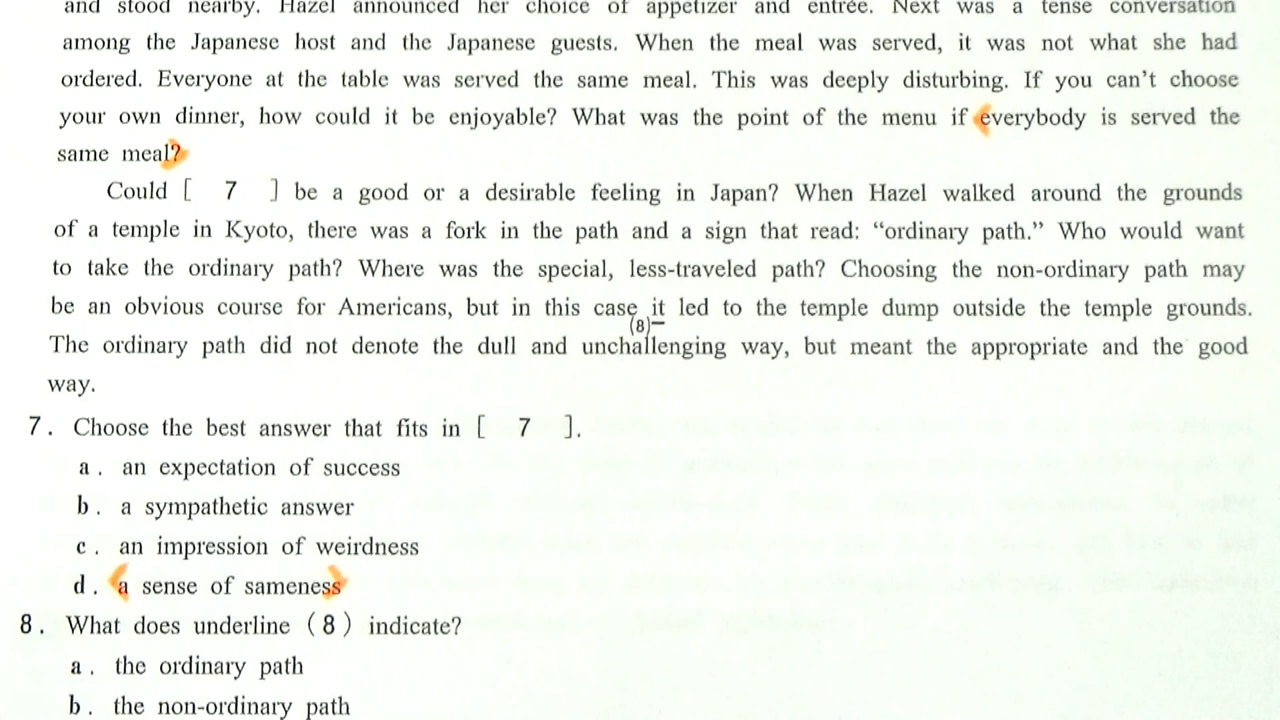 and stood nearby. Hazel announced her choice of appetizer and entrée. Next was a tense conversation
among the Japanese host and the Japanese guests. When the meal was served, it was not what she had
ordered. Everyone at the table was served the same meal. This was deeply disturbing. If you can't choose
your own dinner, how could it be enjoyable? What was the point of the menu if everybody is served the
same meal?
Could [ 7 ] be a good or a desirable feeling in Japan? When Hazel walked around the grounds
of a temple in Kyoto, there was a fork in the path and a sign that read: “ordinary path.” Who would want
to take the ordinary path? Where was the special, less-traveled path? Choosing the non-ordinary path may
be an obvious course for Americans, but in this case it led to the temple dump outside the temple grounds.
(8)
The ordinary path did not denote the dull and unchallenging way, but meant the appropriate and the good
way.
7. Choose the best answer that fits in [ 7 ].
a. an expectation of success
b. a sympathetic answer
c. an impression of weirdness
d. a sense of sameness
8. What does underline (8) indicate?
a. the ordinary path
b. the non-ordinary path